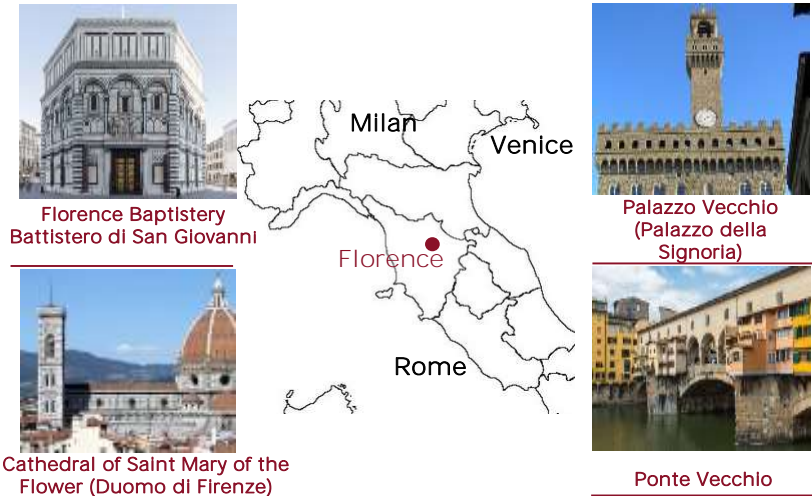 Florence Baptistery
Battistero di San Giovanni
Cathedral of Saint Mary of the
Flower (Duomo di Firenze)
Milan
Venice
Florence
Rome
Palazzo Vecchio
(Palazzo della
Signoria)
Ponte Vecchio